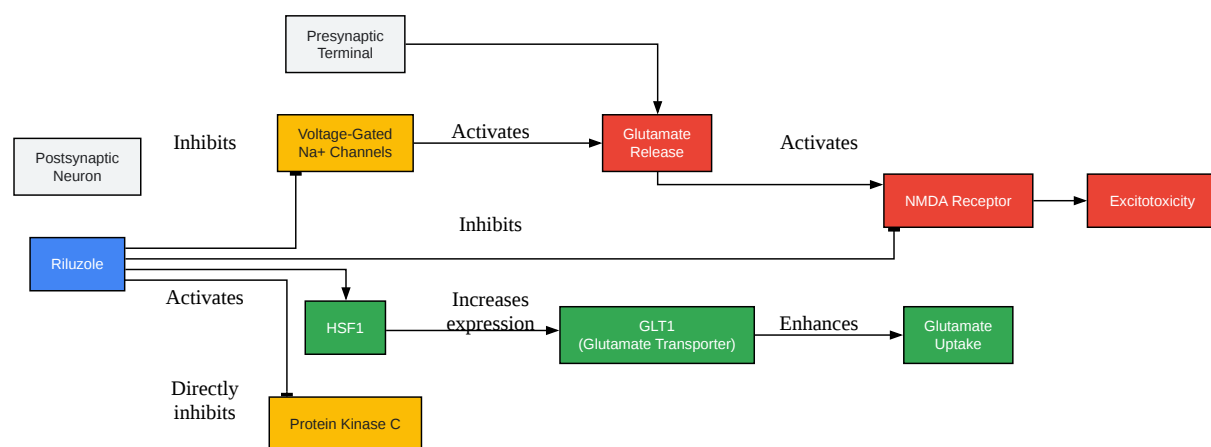 Presynaptic
Terminal
Inhibits
Voltage-Gated
Na+ Channels
Activates
Glutamate
Release
Activates
Postsynaptic
Neuron
NMDA Receptor
Excitotoxicity
Inhibits
Riluzole
Activates
HSF1
Increases
expression
GLT1
(Glutamate Transporter)
Enhances
Glutamate
Uptake
Directly
inhibits
Protein Kinase C